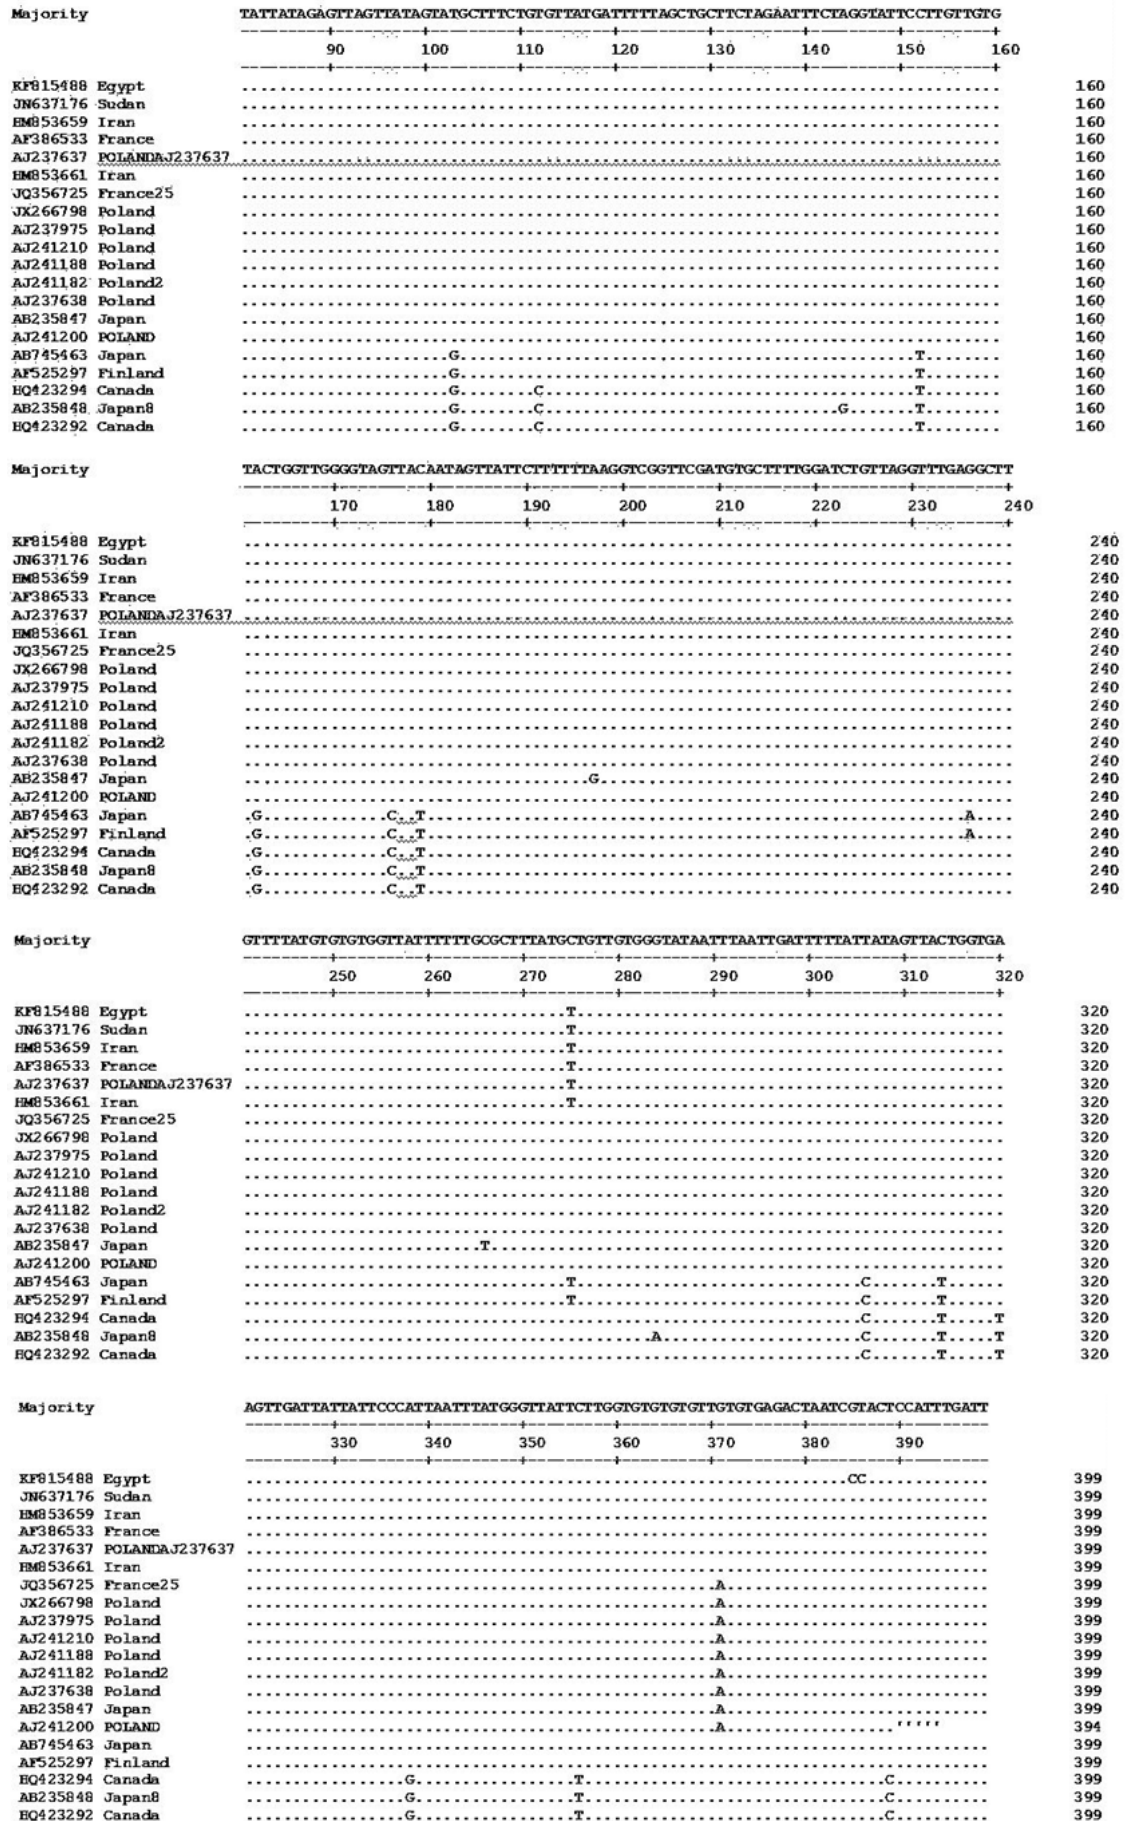 Majority TATTATAGAGTTAGTTATAGTATGCTTTCTGTGTTATGATTTTTAGCTGCTTCTAGAATTTCTAGGTATTCCTTGTTGTG
---------+---------+---------+---------+---------+---------+---------+---------+
90 100 110 120 130 140 150 160
---------+---------+---------+---------+---------+---------+---------+---------+
KF815488 Egypt ................................................................................ 160
JN637176 Sudan ................................................................................ 160
HM853659 Iran ................................................................................ 160
AF386533 France ................................................................................ 160
AJ237637 POLANDAJ237637 ................................................................................ 160
HM853661 Iran ................................................................................ 160
JQ356725 France25 ................................................................................ 160
JX266798 Poland ................................................................................ 160
AJ237975 Poland ................................................................................ 160
AJ241210 Poland ................................................................................ 160
AJ241188 Poland ................................................................................ 160
AJ241182 Poland2 ................................................................................ 160
AJ237638 Poland ................................................................................ 160
AB235847 Japan ................................................................................ 160
AJ241200 POLAND ................................................................................ 160
AB745463 Japan ......................G................................................T........ 160
AF525297 Finland ......................G................................................T........ 160
HQ423294 Canada ......................G........C.......................................T........ 160
AB235848 Japan8 ......................G........C...............................G.......T........ 160
HQ423292 Canada ......................G........C.......................................T........ 160
Majority TACTGGTTGGGGTAGTTACAATAGTTATTCTTTTTTAAGGTCGGTTCGATGTGCTTTTGGATCTGTTAGGTTTGAGGCTT
---------+---------+---------+---------+---------+---------+---------+---------+
170 180 190 200 210 220 230 240
---------+---------+---------+---------+---------+---------+---------+---------+
KF815488 Egypt ................................................................................ 240
JN637176 Sudan ................................................................................ 240
HM853659 Iran ................................................................................ 240
AF386533 France ................................................................................ 240
AJ237637 POLANDAJ237637 ................................................................................ 240
HM853661 Iran ................................................................................ 240
JQ356725 France25 ................................................................................ 240
JX266798 Poland ................................................................................ 240
AJ237975 Poland ................................................................................ 240
AJ241210 Poland ................................................................................ 240
AJ241188 Poland ................................................................................ 240
AJ241182 Poland2 ................................................................................ 240
AJ237638 Poland ................................................................................ 240
AB235847 Japan ....................................G........................................... 240
AJ241200 POLAND ................................................................................ 240
AB745463 Japan .G.............C..T........................................................A.... 240
AF525297 Finland .G.............C..T........................................................A.... 240
HQ423294 Canada .G.............C..T............................................................. 240
AB235848 Japan8 .G.............C..T............................................................. 240
HQ423292 Canada .G.............C..T............................................................. 240
Majority GTTTTATGTGTGTGGTTATTTTTTGCGCTTTATGCTGTTGTGGGTATAATTTAATTGATTTTTATTATAGTTACTGGTGA
---------+---------+---------+---------+---------+---------+---------+---------+
250 260 270 280 290 300 310 320
---------+---------+---------+---------+---------+---------+---------+---------+
KF815488 Egypt ..................................T............................................. 320
JN637176 Sudan ..................................T............................................. 320
HM853659 Iran ..................................T............................................. 320
AF386533 France ..................................T............................................. 320
AJ237637 POLANDAJ237637 ..................................T............................................. 320
HM853661 Iran ..................................T............................................. 320
JQ356725 France25 ................................................................................ 320
JX266798 Poland ................................................................................ 320
AJ237975 Poland ................................................................................ 320
AJ241210 Poland ................................................................................ 320
AJ241188 Poland ................................................................................ 320
AJ241182 Poland2 ................................................................................ 320
AJ237638 Poland ................................................................................ 320
AB235847 Japan .........................T...................................................... 320
AJ241200 POLAND ................................................................................ 320
AB745463 Japan ..................................T..............................C.......T...... 320
AF525297 Finland ..................................T..............................C.......T...... 320
HQ423294 Canada .................................................................C.......T.....T 320
AB235848 Japan8 ...........................................A.....................C.......T.....T 320
HQ423292 Canada .................................................................C.......T.....T 320
Majority AGTTGATTATTATTCCCATTAATTTATGGGTTATTCTTGGTGTGTGTGTTGTGTGAGACTAATCGTACTCCATTTGATT
---------+---------+---------+---------+---------+---------+---------+---------
330 340 350 360 370 380 390
---------+---------+---------+---------+---------+---------+---------+---------
KF815488 Egypt ................................................................CC............. 399
JN637176 Sudan ............................................................................... 399
HM853659 Iran ............................................................................... 399
AF386533 France ............................................................................... 399
AJ237637 POLANDAJ237637 ............................................................................... 399
HM853661 Iran ............................................................................... 399
JQ356725 France25 ..................................................A............................ 399
JX266798 Poland ..................................................A............................ 399
AJ237975 Poland ..................................................A............................ 399
AJ241210 Poland ..................................................A............................ 399
AJ241188 Poland ..................................................A............................ 399
AJ241182 Poland2 ..................................................A............................ 399
AJ237638 Poland ..................................................A............................ 399
AB235847 Japan ..................................................A............................ 399
AJ241200 POLAND ..................................................A..................'''''..... 394
AB745463 Japan ............................................................................... 399
AF525297 Finland ............................................................................... 399
HQ423294 Canada .................G.................T................................C.......... 399
AB235848 Japan8 .................G.................T................................C.......... 399
HQ423292 Canada .................G.................T................................C.......... 399